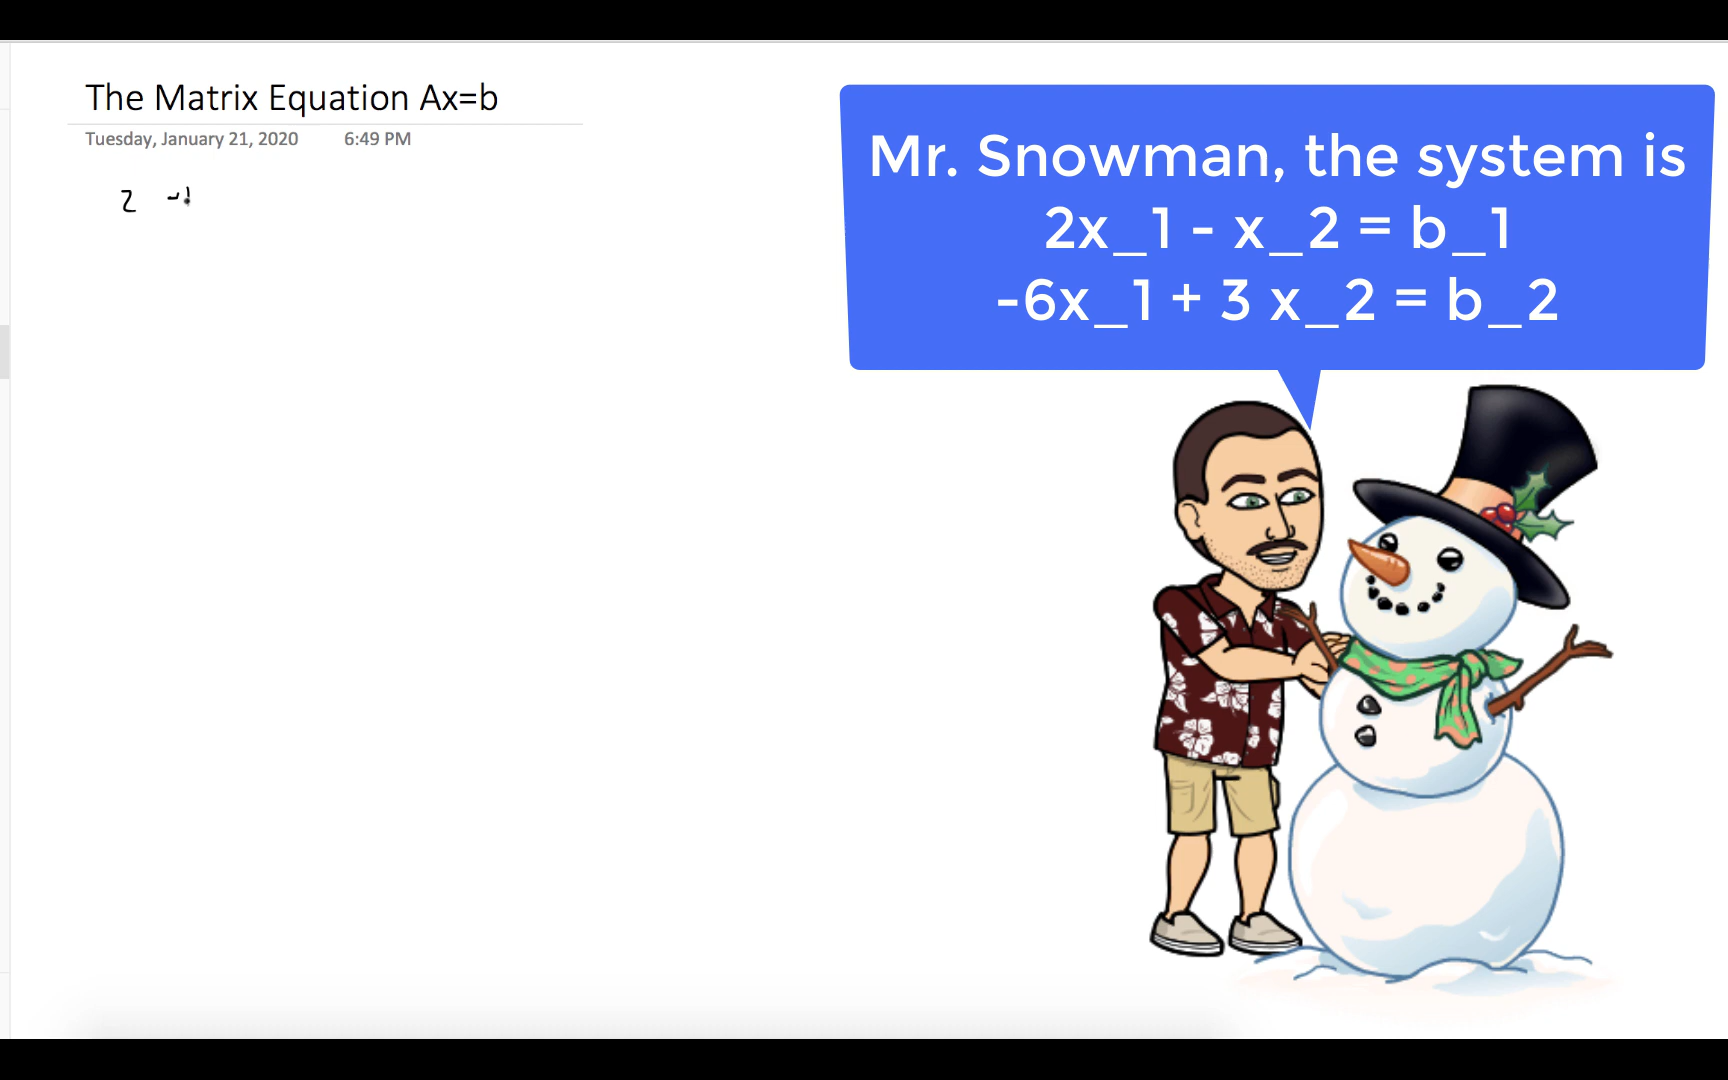 The Matrix Equation Ax=b
Tuesday, January 21, 2020 6:49 PM
2 -1
Mr. Snowman, the system is
2x_1 - x_2 = b_1
-6x_1 + 3 x_2 = b_2